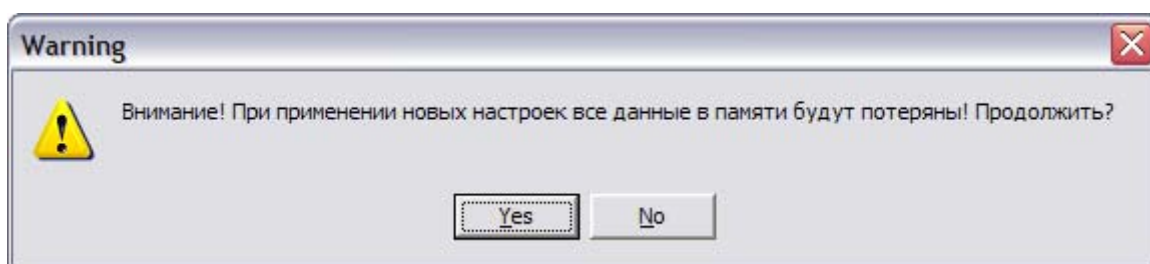 Warning
Внимание! При применении новых настроек все данные в памяти будут потеряны! Продолжить?
Yes
No